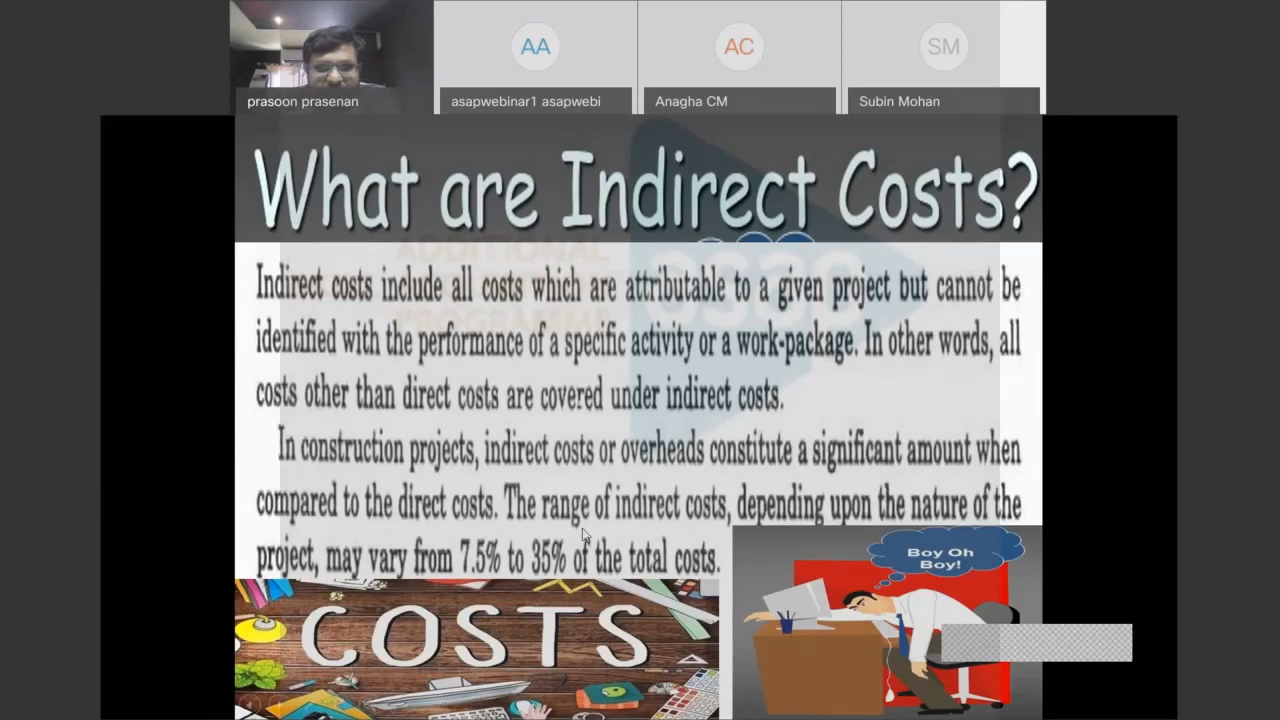 AA
AC
SM
prasoon prasenan
asapwebinar1 asapwebi
Anagha CM
Subin Mohan
What are Indirect Costs?
ADDITIONAL
PROGRAMME
asap
Indirect costs include all costs which are attributable to a given project but cannot be
identified with the performance of a specific activity or a work-package. In other words, all
costs other than direct costs are covered under indirect costs.
In construction projects, indirect costs or overheads constitute a significant amount when
compared to the direct costs. The range of indirect costs, depending upon the nature of the
project, may vary from 7.5% to 35% of the total costs.
Boy Oh
Boy!
COSTS